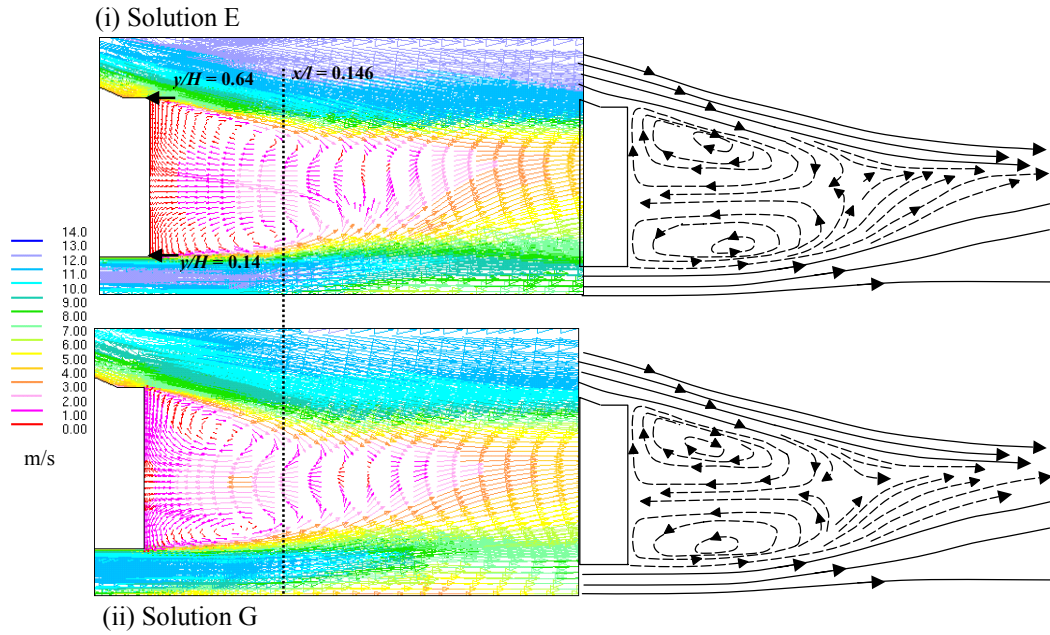 (i) Solution E
y/H = 0.64
x/l = 0.146
y/H = 0.14
14.0
13.0
12.0
11.0
10.0
9.00
8.00
7.00
6.00
5.00
4.00
3.00
2.00
1.00
0.00
m/s
(ii) Solution G